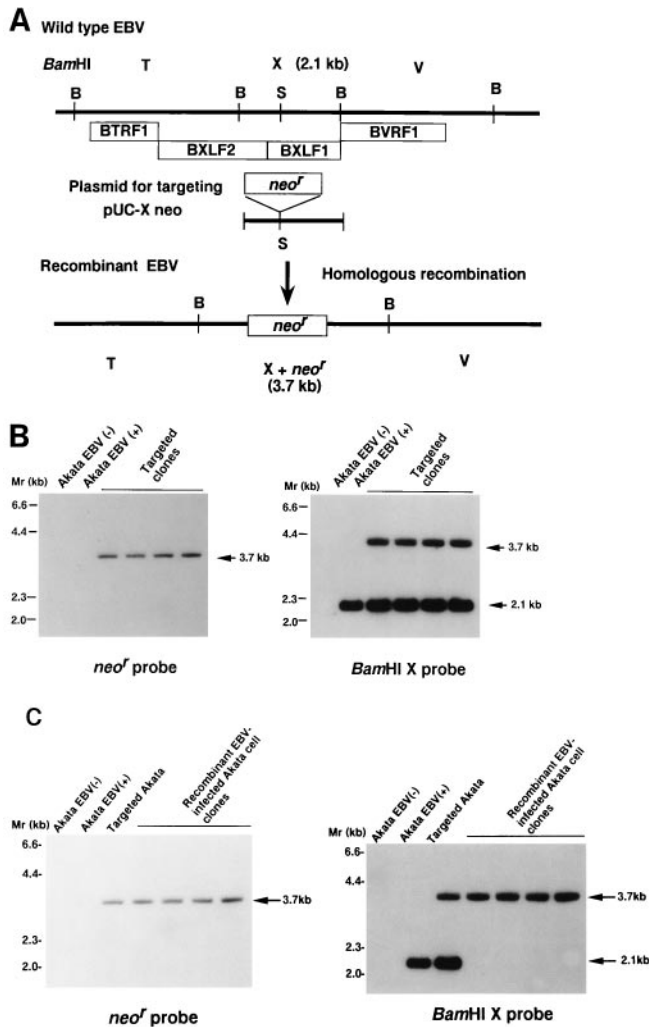 A Wild type EBV
BamHI T X (2.1 kb) V
B B S B B
BTRF1 BVRF1
BXLF2 BXLF1
Plasmid for targeting
pUC-X neo
neoʳ
S
Recombinant EBV Homologous recombination
B B
neoʳ
T X + neoʳ V
(3.7 kb)
B
Akata EBV (-)
Akata EBV (+)
Targeted
clones
Mr (kb)
6.6
4.4
2.3
2.0
3.7 kb
neoʳ probe
Akata EBV (-)
Akata EBV (+)
Targeted
clones
Mr (kb)
6.6
4.4
2.3
2.0
3.7 kb
2.1 kb
BamHI X probe
C
Akata EBV(-)
Akata EBV(+)
Targeted Akata
Recombinant EBV-
infected Akata cell
clones
Mr (kb)
6.6-
4.4-
2.3-
2.0-
3.7kb
neoʳ probe
Akata EBV(-)
Akata EBV(+)
Targeted Akata
Recombinant EBV-
infected Akata cell
clones
Mr (kb)
6.6-
4.4-
2.3-
2.0-
3.7kb
2.1kb
BamHI X probe